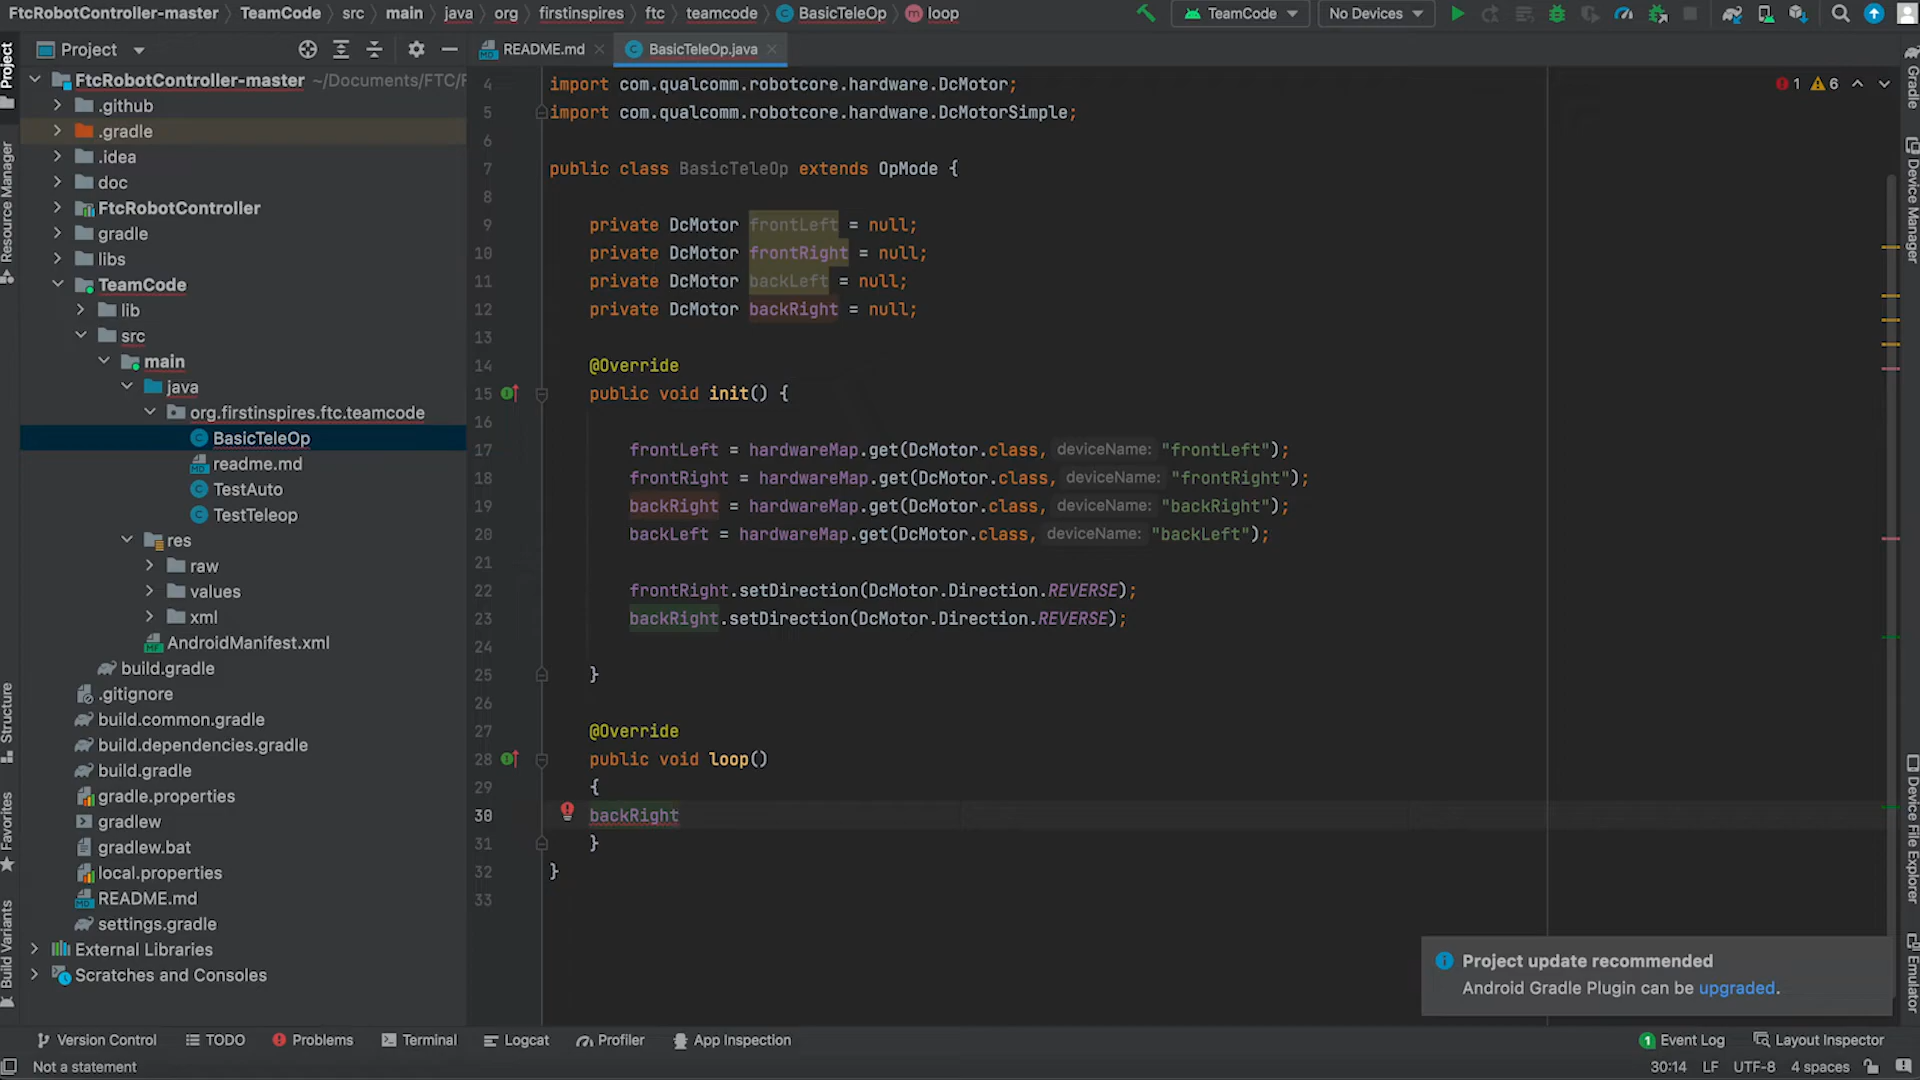 FtcRobotController-master > TeamCode > src > main > java > org > firstinspires > ftc > teamcode > BasicTeleOp > loop
TeamCode
No Devices
Project
README.md
BasicTeleOp.java
FtcRobotController-master ~/Documents/FTC/F
.github
.gradle
.idea
doc
FtcRobotController
gradle
libs
TeamCode
lib
src
main
java
org.firstinspires.ftc.teamcode
BasicTeleOp
readme.md
TestAuto
TestTeleop
res
raw
values
xml
AndroidManifest.xml
build.gradle
.gitignore
build.common.gradle
build.dependencies.gradle
build.gradle
gradle.properties
gradlew
gradlew.bat
local.properties
README.md
settings.gradle
External Libraries
Scratches and Consoles
Project
Resource Manager
Structure
Favorites
Build Variants
4 import com.qualcomm.robotcore.hardware.DcMotor;
5 import com.qualcomm.robotcore.hardware.DcMotorSimple;
6
7 public class BasicTeleOp extends OpMode {
8
9 private DcMotor frontLeft = null;
10 private DcMotor frontRight = null;
11 private DcMotor backLeft = null;
12 private DcMotor backRight = null;
13
14 @Override
15 public void init() {
16
17 frontLeft = hardwareMap.get(DcMotor.class, deviceName: "frontLeft");
18 frontRight = hardwareMap.get(DcMotor.class, deviceName: "frontRight");
19 backRight = hardwareMap.get(DcMotor.class, deviceName: "backRight");
20 backLeft = hardwareMap.get(DcMotor.class, deviceName: "backLeft");
21
22 frontRight.setDirection(DcMotor.Direction.REVERSE);
23 backRight.setDirection(DcMotor.Direction.REVERSE);
24
25 }
26
27 @Override
28 public void loop()
29 {
30 backRight
31 }
32 }
33
1 6
Gradle
Device Manager
Device File Explorer
Emulator
Project update recommended
Android Gradle Plugin can be upgraded.
Version Control TODO Problems Terminal Logcat Profiler App Inspection
1 Event Log Layout Inspector
Not a statement
30:14 LF UTF-8 4 spaces